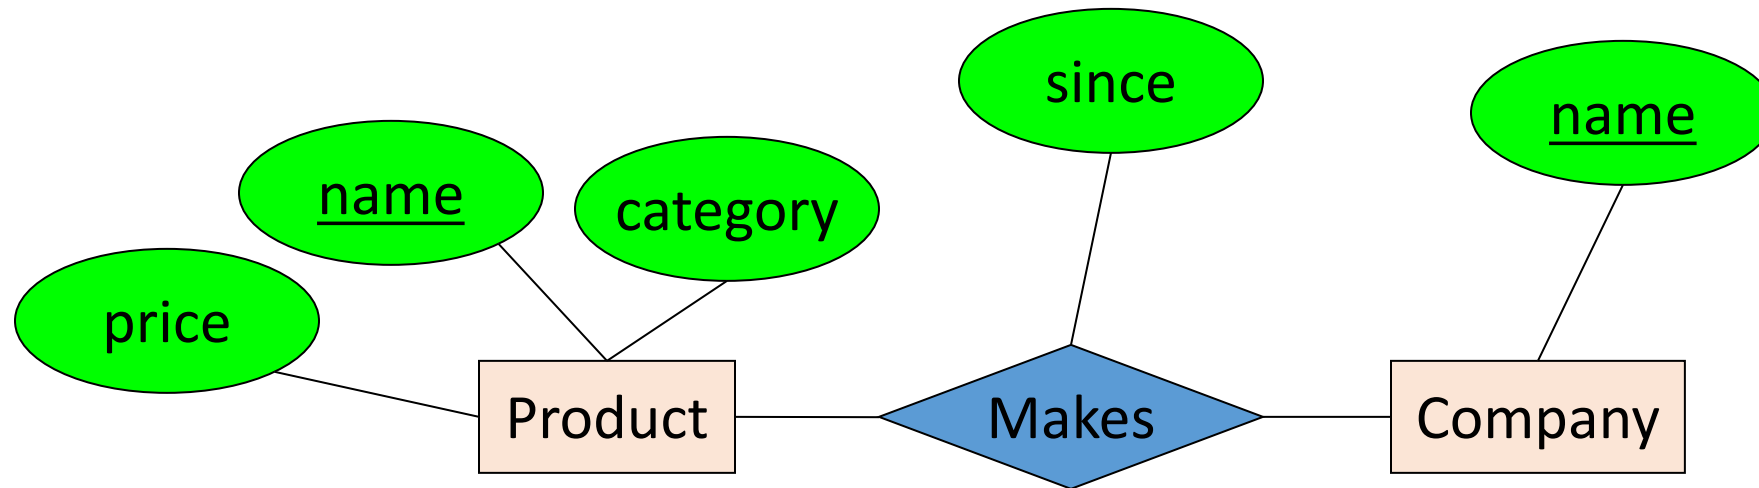 since
name
name
category
price
Product
Makes
Company